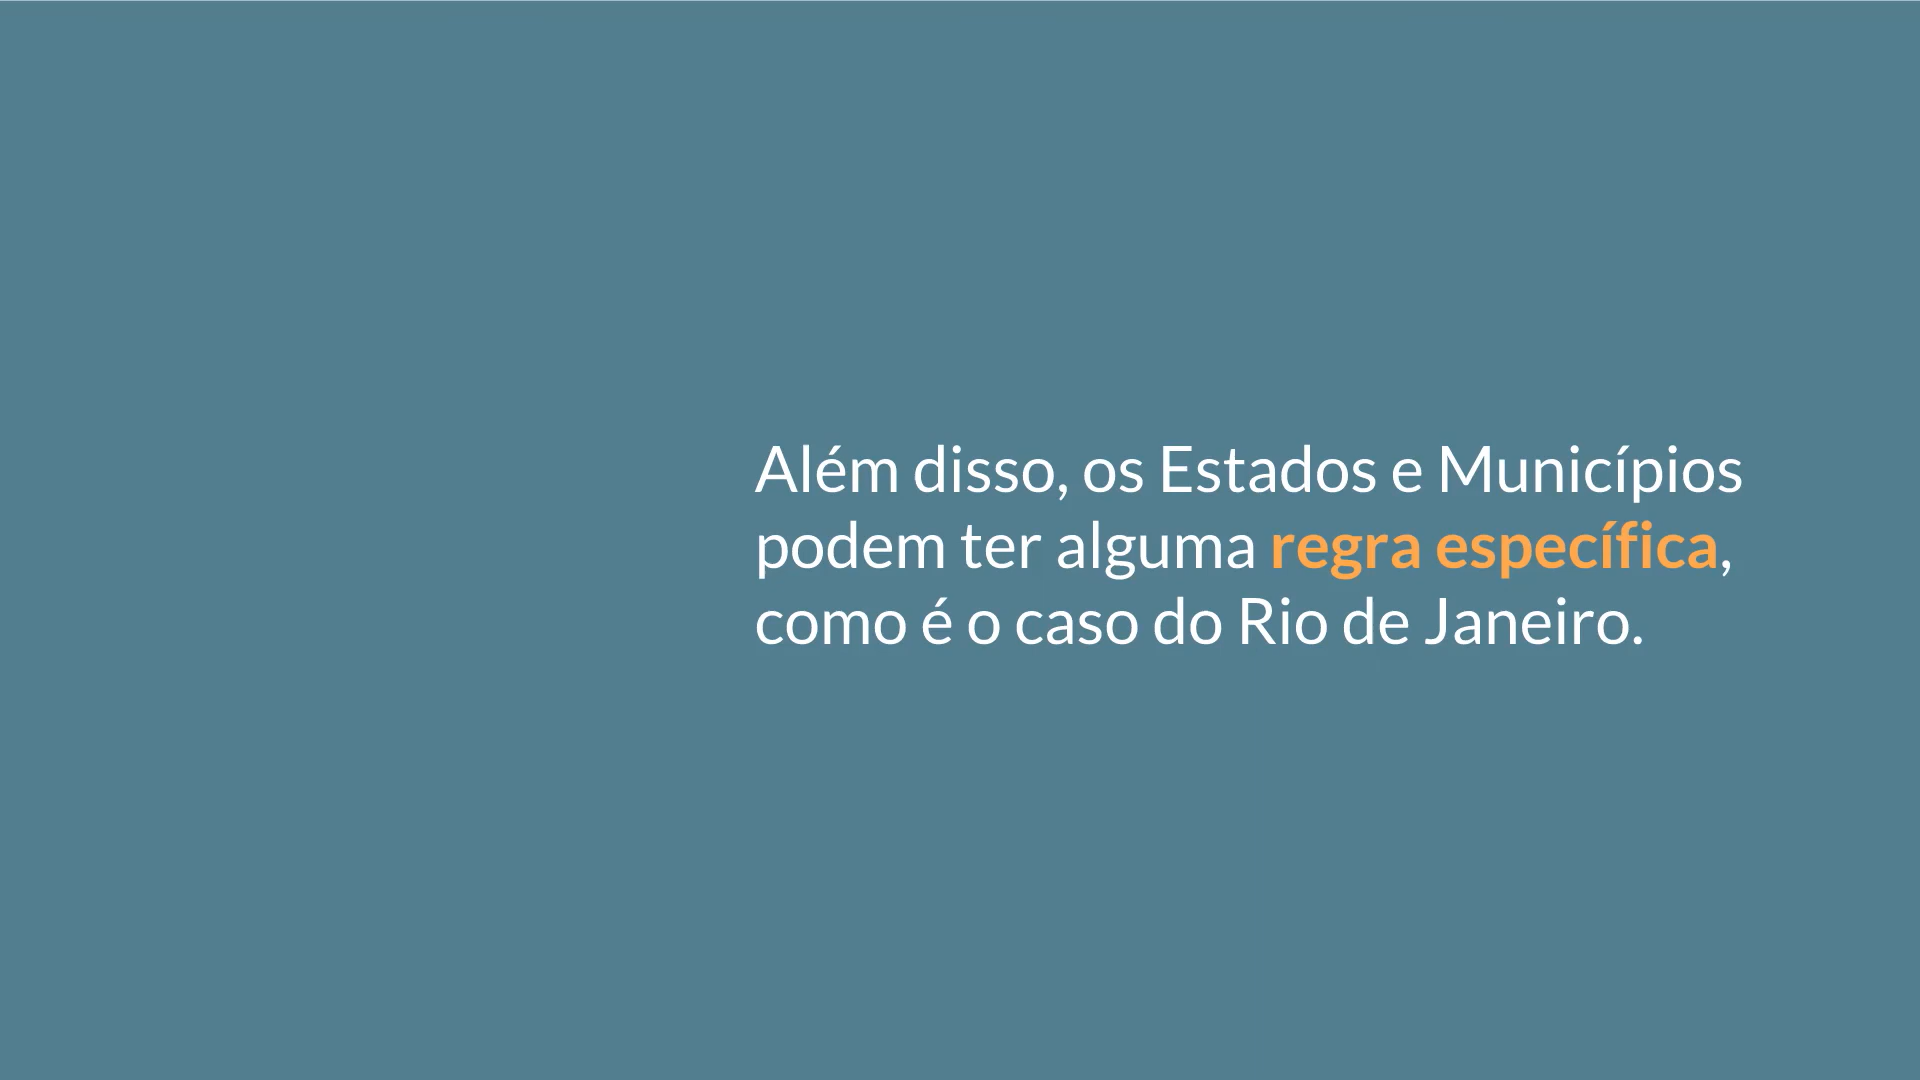 Além disso, os Estados e Municípios
podem ter alguma regra específica,
como é o caso do Rio de Janeiro.